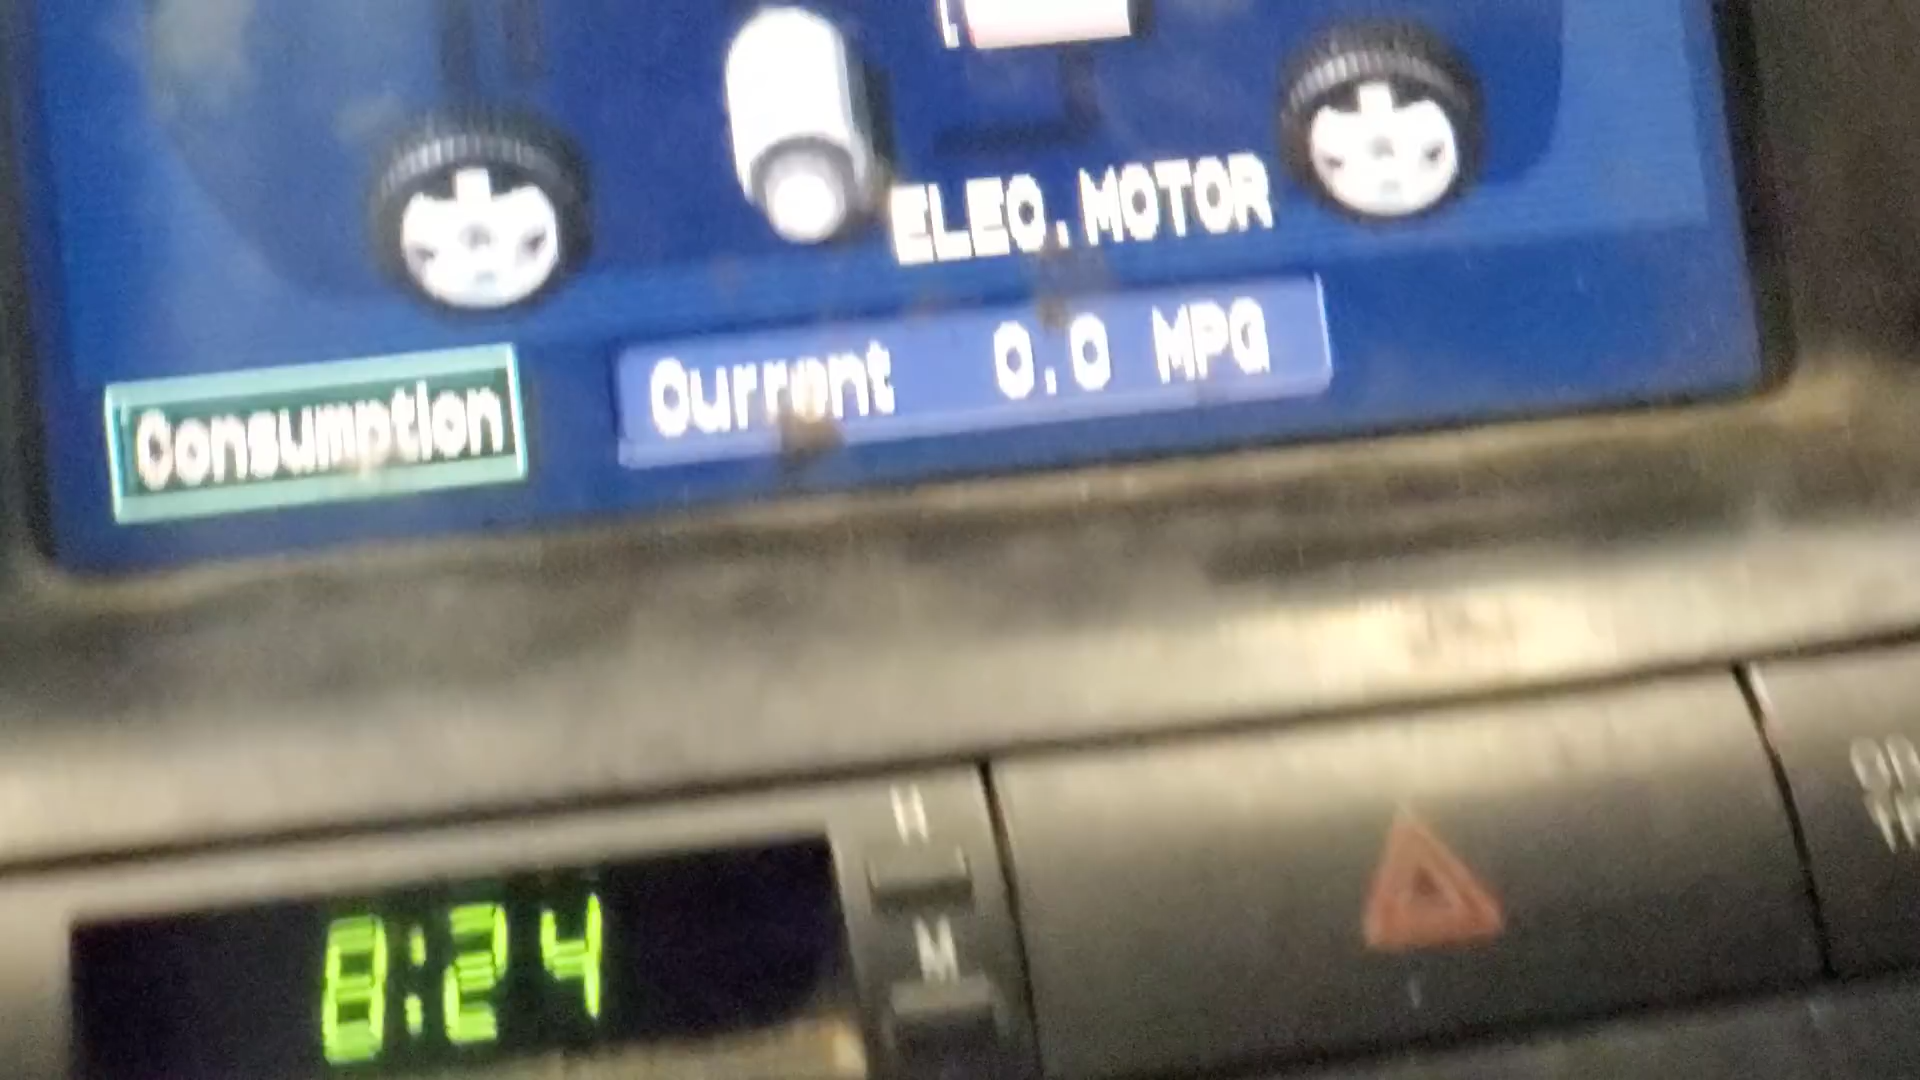 ELEC.MOTOR
Consumption
Current 0.0 MPG
H
8:24
M